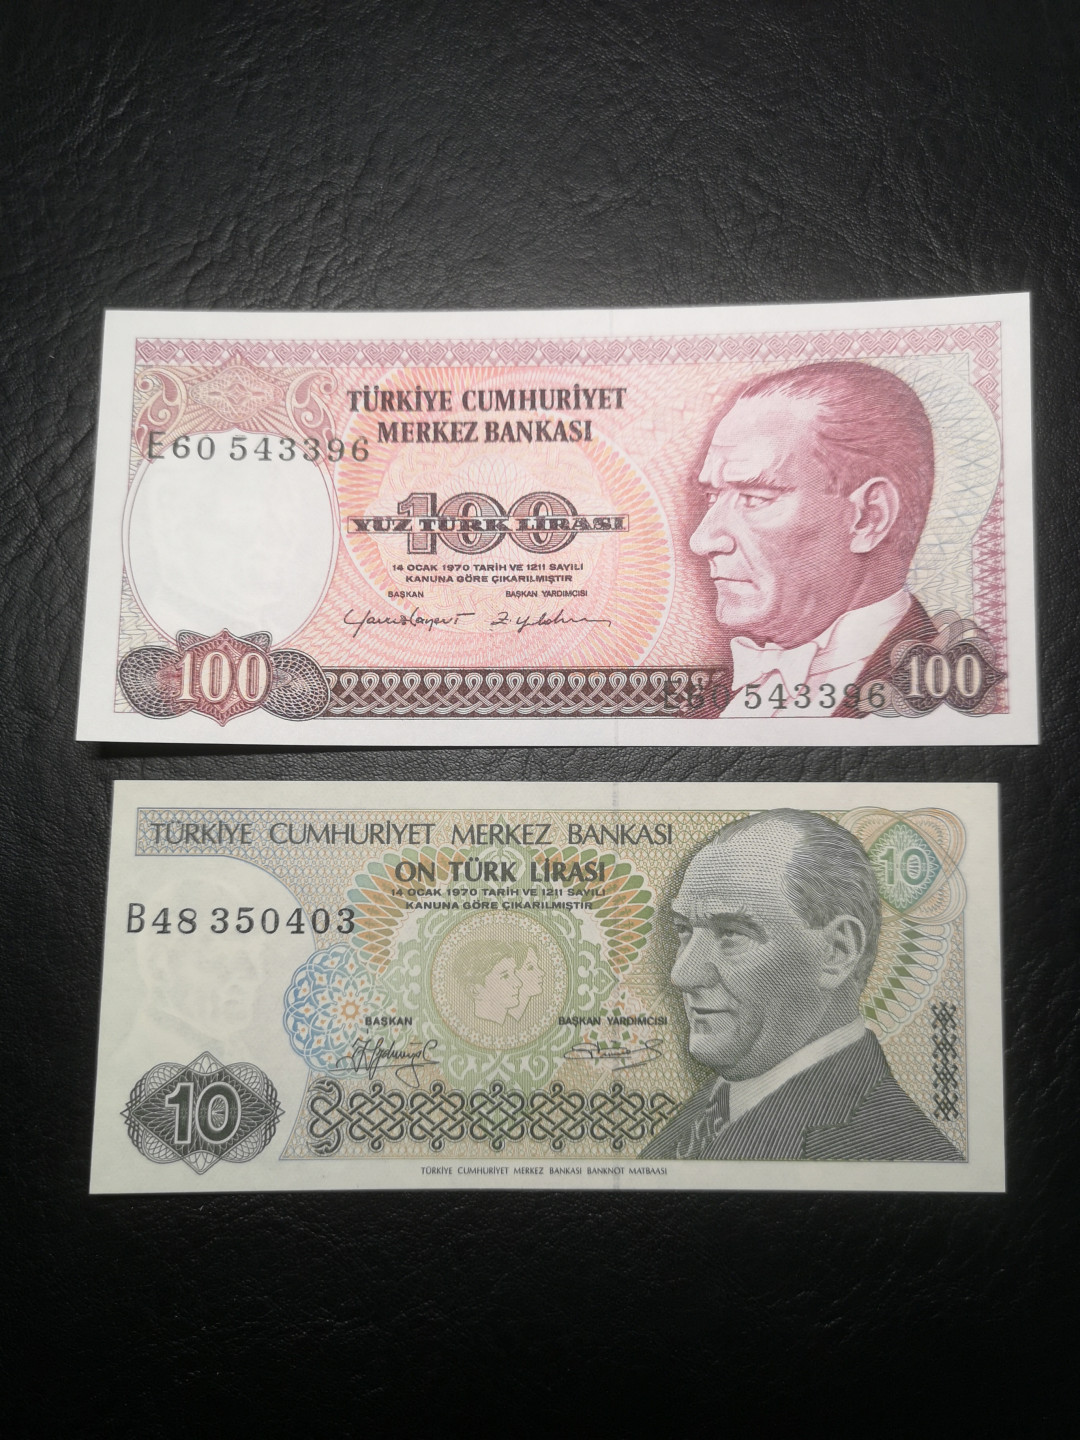 TÜRKİYE CUMHURİYET
MERKEZ BANKASI
E60 543396
100
YÜZ TÜRK LİRASI
14 OCAK 1970 TARİH VE 1211 SAYILI
KANUNA GÖRE ÇIKARILMIŞTIR
BAŞKAN BAŞKAN YARDIMCISI
100 100
E60 543396
TÜRKİYE CUMHURİYET MERKEZ BANKASI
ON TÜRK LİRASI
10
14 OCAK 1970 TARİH VE 1211 SAYILI
KANUNA GÖRE ÇIKARILMIŞTIR
B48 350403
BAŞKAN BAŞKAN YARDIMCISI
10
TÜRKİYE CUMHURİYET MERKEZ BANKASI BANKNOT MATBAASI